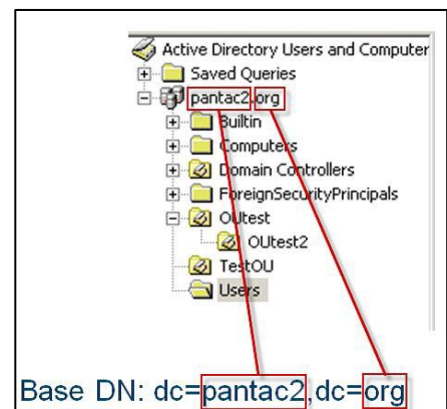 Active Directory Users and Computer
Saved Queries
pantac2.org
Builtin
Computers
Domain Controllers
ForeignSecurityPrincipals
OUtest
OUtest2
TestOU
Users
Base DN: dc=pantac2,dc=org